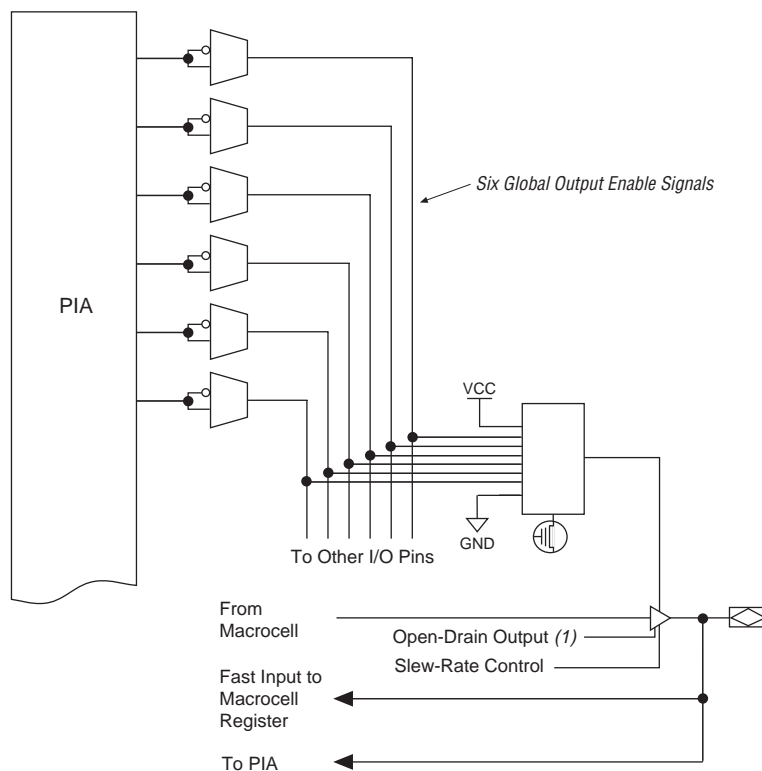 Six Global Output Enable Signals
PIA
VCC
GND
To Other I/O Pins
From
Macrocell
Open-Drain Output (1)
Slew-Rate Control
Fast Input to
Macrocell
Register
To PIA